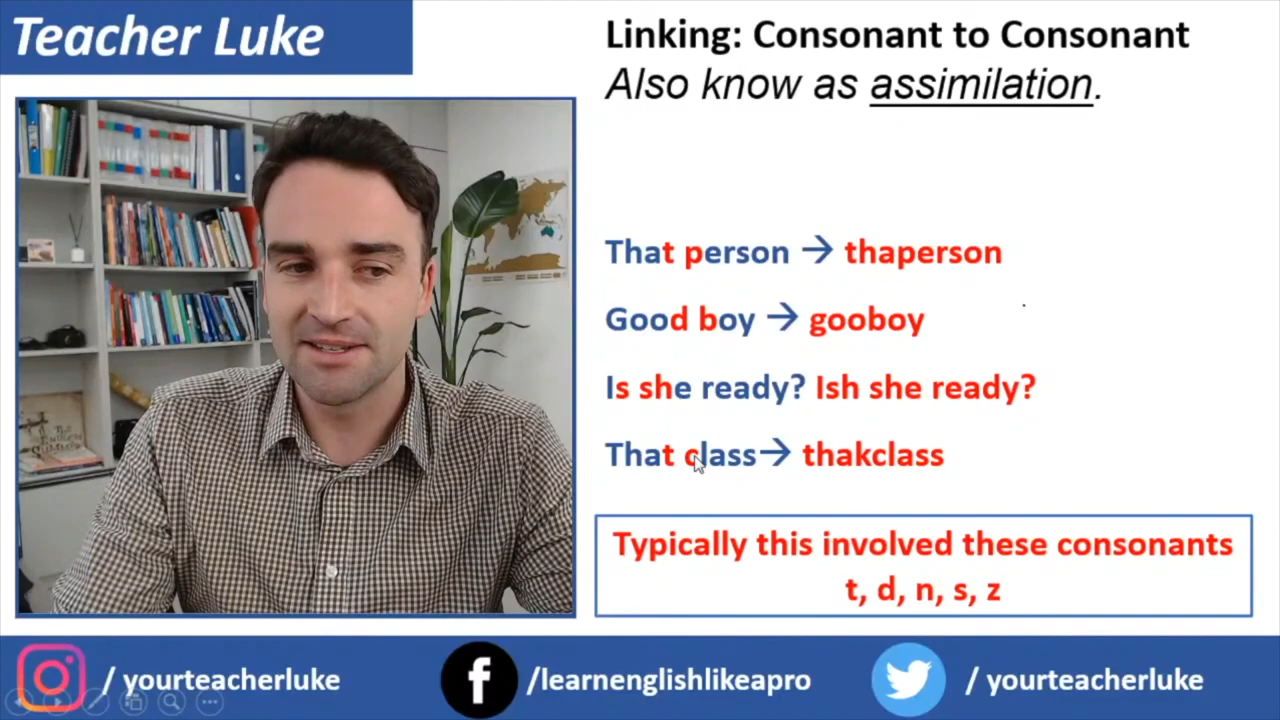 Teacher Luke
Linking: Consonant to Consonant
Also know as assimilation.
That person → thaperson
Good boy → gooboy
Is she ready? Ish she ready?
That class→ thakclass
Typically this involved these consonants
t, d, n, s, z
/ yourteacherluke
/learnenglishlikeapro
/ yourteacherluke